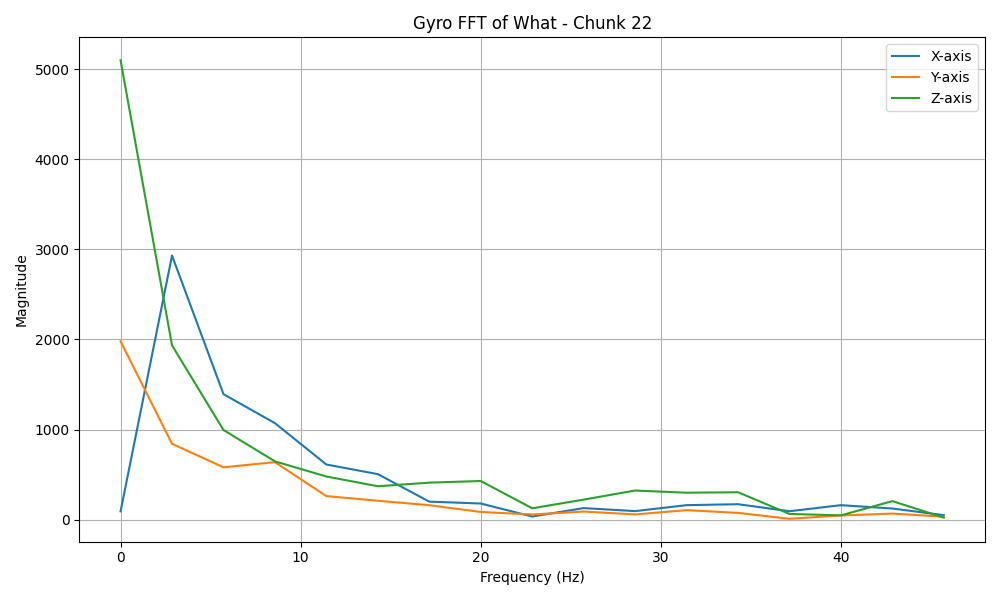 Gyro FFT of What - Chunk 22
X-axis
Y-axis
Z-axis
5000
4000
3000
2000
1000
0
Magnitude
0 10 20 30 40
Frequency (Hz)